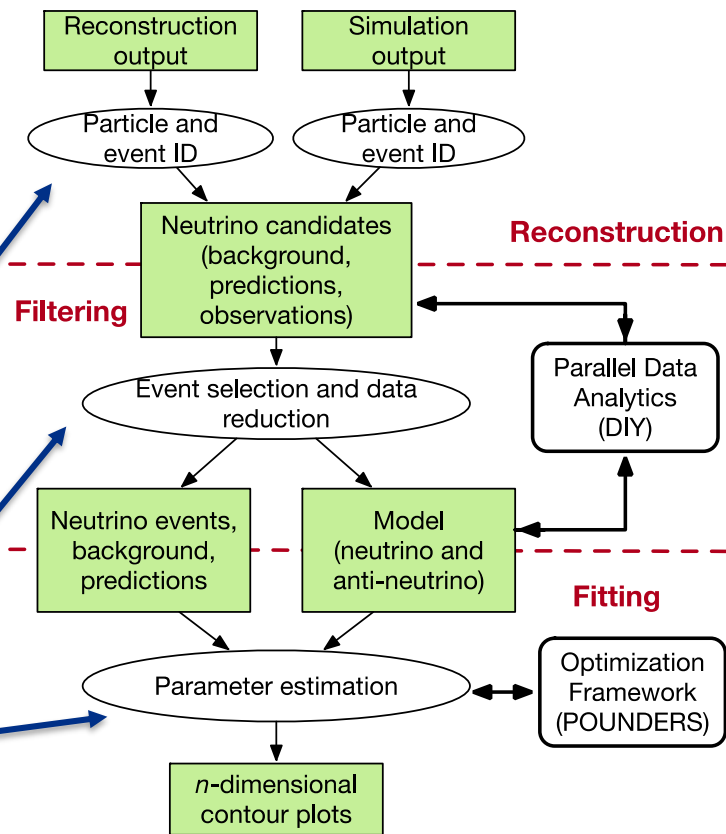 Reconstruction
output
Simulation
output
Particle and
event ID
Particle and
event ID
Neutrino candidates
(background,
predictions,
observations)
Reconstruction
Filtering
Parallel Data
Analytics
(DIY)
Event selection and data
reduction
Neutrino events,
background,
predictions
Model
(neutrino and
anti-neutrino)
Fitting
Parameter estimation
Optimization
Framework
(POUNDERS)
n-dimensional
contour plots